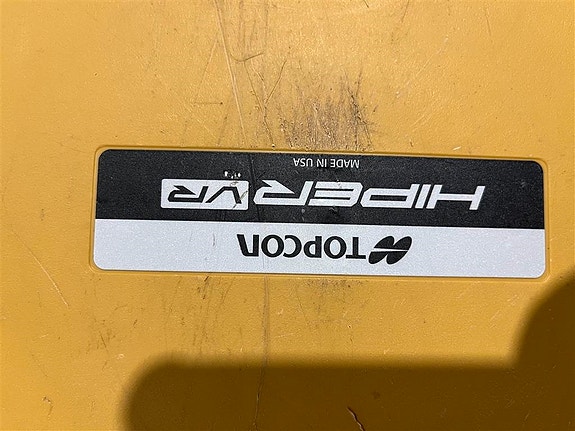 TOPCON
HIPER VR
MADE IN USA